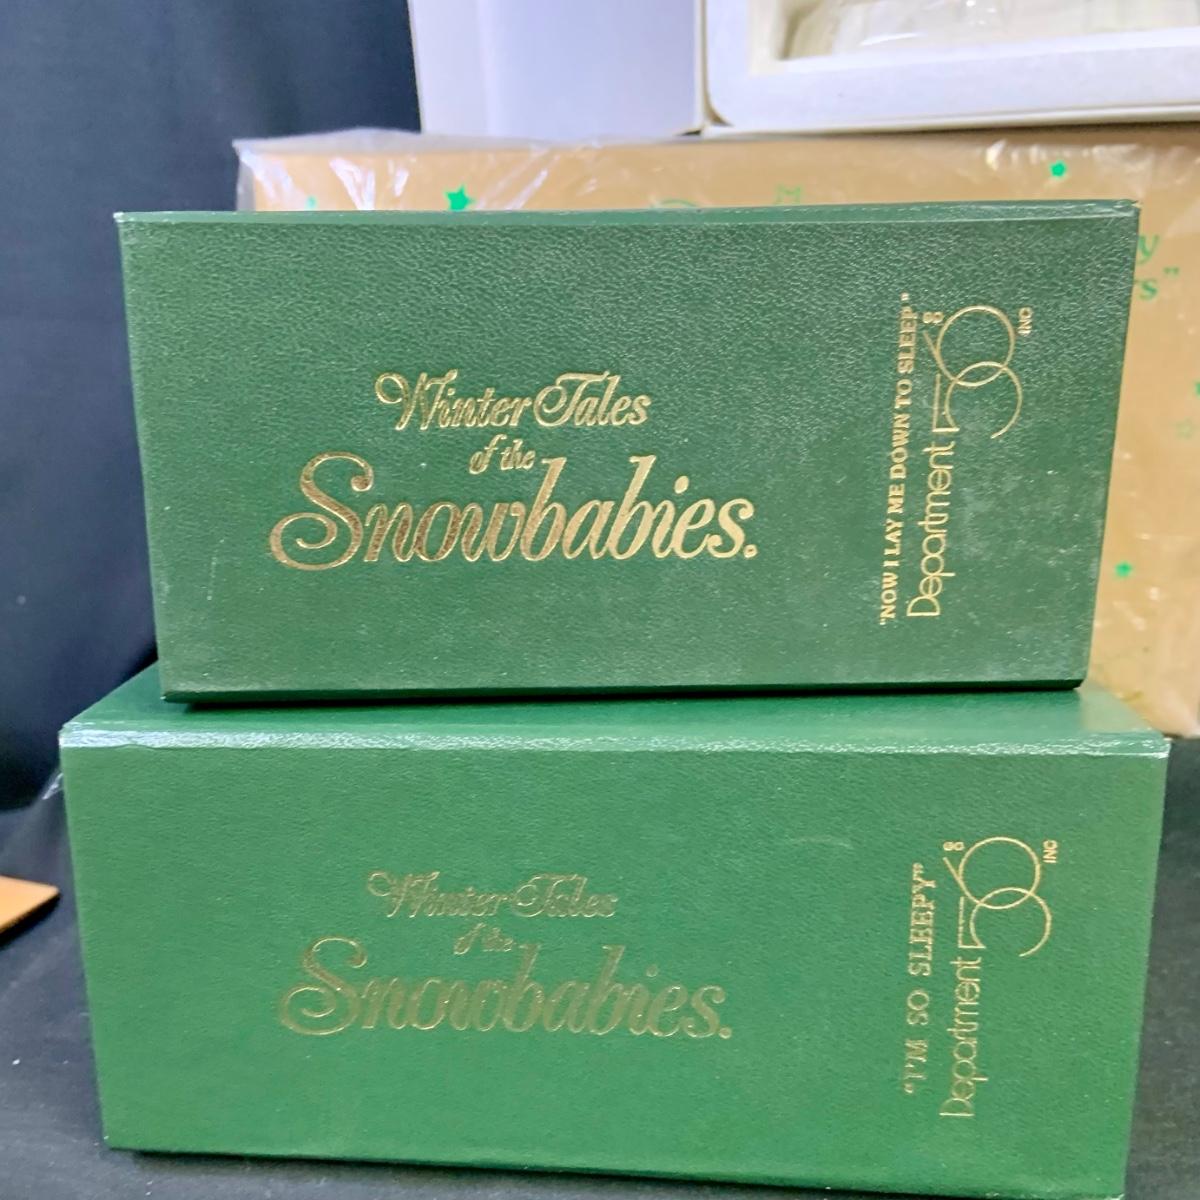 Winter Tales
of the
Snowbabies.
"NOW I LAY ME DOWN TO SLEEP"
Department 56 INC
Winter Tales
of the
Snowbabies.
"I'M SO SLEEPY"
Department 56 INC